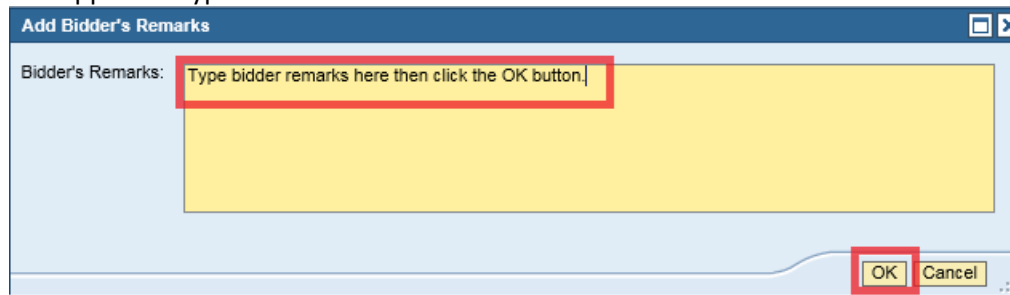 Add Bidder's Remarks
Bidder's Remarks:
Type bidder remarks here then click the OK button.
OK Cancel